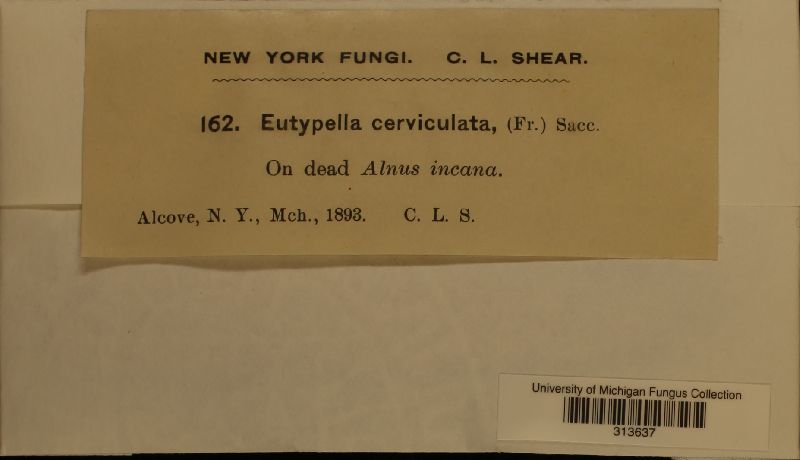 NEW YORK FUNGI. C. L. SHEAR.
162. Eutypella cerviculata, (Fr.) Sacc.
On dead Alnus incana.
Alcove, N. Y., Mch., 1893. C. L. S.
University of Michigan Fungus Collection
313637